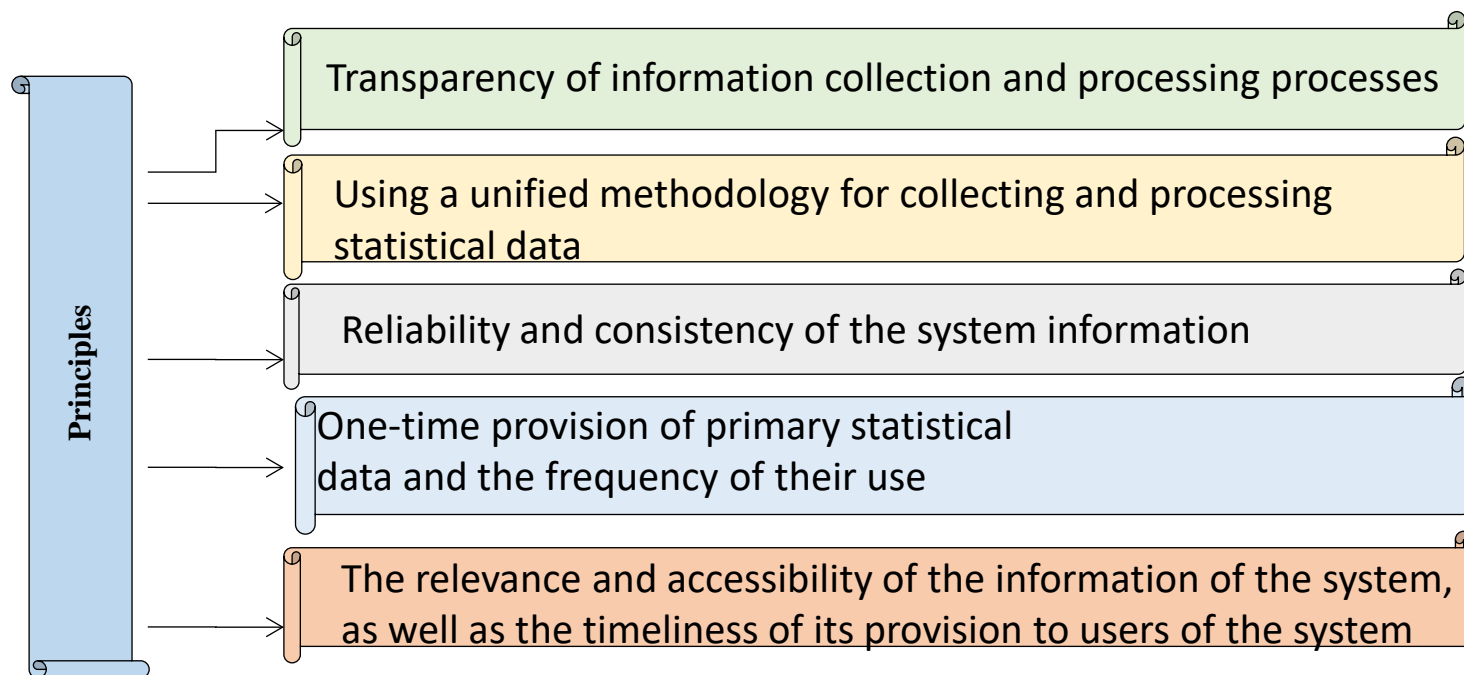 Principles
Transparency of information collection and processing processes
Using a unified methodology for collecting and processing
statistical data
Reliability and consistency of the system information
One-time provision of primary statistical
data and the frequency of their use
The relevance and accessibility of the information of the system,
as well as the timeliness of its provision to users of the system